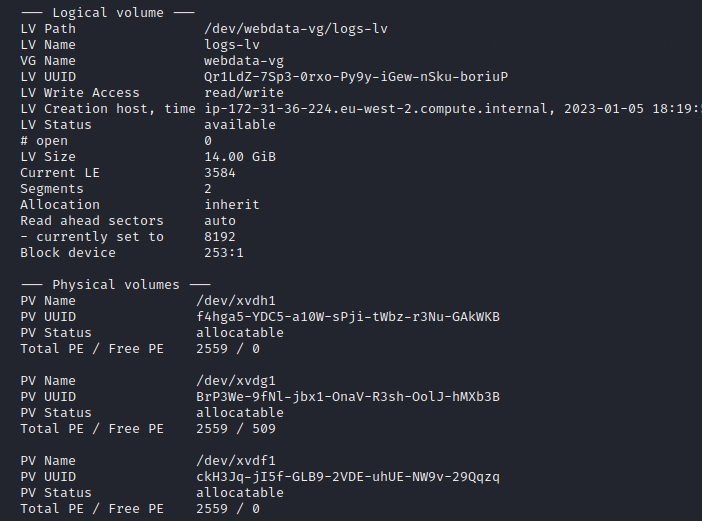 --- Logical volume ---
LV Path                /dev/webdata-vg/logs-lv
LV Name                logs-lv
VG Name                webdata-vg
LV UUID                Qr1LdZ-7Sp3-0rxo-Py9y-iGew-nSku-boriuP
LV Write Access        read/write
LV Creation host, time ip-172-31-36-224.eu-west-2.compute.internal, 2023-01-05 18:19:
LV Status              available
# open                 0
LV Size                14.00 GiB
Current LE             3584
Segments               2
Allocation             inherit
Read ahead sectors     auto
- currently set to     8192
Block device           253:1

--- Physical volumes ---
PV Name               /dev/xvdh1
PV UUID               f4hga5-YDC5-a10W-sPji-tWbz-r3Nu-GAkWKB
PV Status             allocatable
Total PE / Free PE    2559 / 0

PV Name               /dev/xvdg1
PV UUID               BrP3We-9fNl-jbx1-OnaV-R3sh-OolJ-hMXb3B
PV Status             allocatable
Total PE / Free PE    2559 / 509

PV Name               /dev/xvdf1
PV UUID               ckH3Jq-jI5f-GLB9-2VDE-uhUE-NW9v-29Qqzq
PV Status             allocatable
Total PE / Free PE    2559 / 0